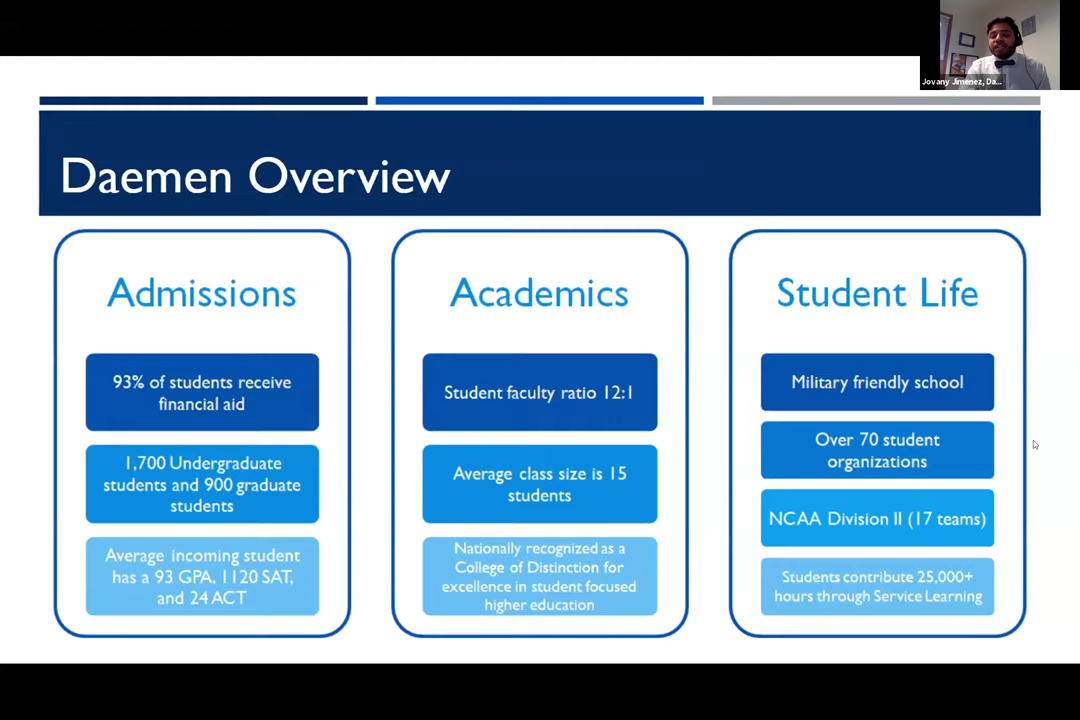 Jovany Jimenez, Da...
Daemen Overview
Admissions
93% of students receive
financial aid
1,700 Undergraduate
students and 900 graduate
students
Average incoming student
has a 93 GPA, 1120 SAT,
and 24 ACT
Academics
Student faculty ratio 12:1
Average class size is 15
students
Nationally recognized as a
College of Distinction for
excellence in student focused
higher education
Student Life
Military friendly school
Over 70 student
organizations
NCAA Division II (17 teams)
Students contribute 25,000+
hours through Service Learning